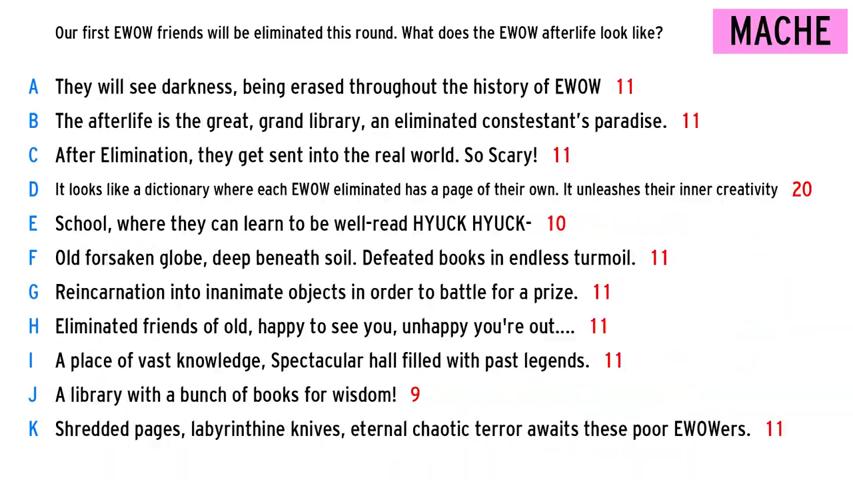 Our first EWOW friends will be eliminated this round. What does the EWOW afterlife look like?
MACHE
A They will see darkness, being erased throughout the history of EWOW 11
B The afterlife is the great, grand library, an eliminated constestant's paradise. 11
C After Elimination, they get sent into the real world. So Scary! 11
D It looks like a dictionary where each EWOW eliminated has a page of their own. It unleashes their inner creativity 20
E School, where they can learn to be well-read HYUCK HYUCK- 10
F Old forsaken globe, deep beneath soil. Defeated books in endless turmoil. 11
G Reincarnation into inanimate objects in order to battle for a prize. 11
H Eliminated friends of old, happy to see you, unhappy you're out.... 11
I A place of vast knowledge, Spectacular hall filled with past legends. 11
J A library with a bunch of books for wisdom! 9
K Shredded pages, labyrinthine knives, eternal chaotic terror awaits these poor EWOWers. 11